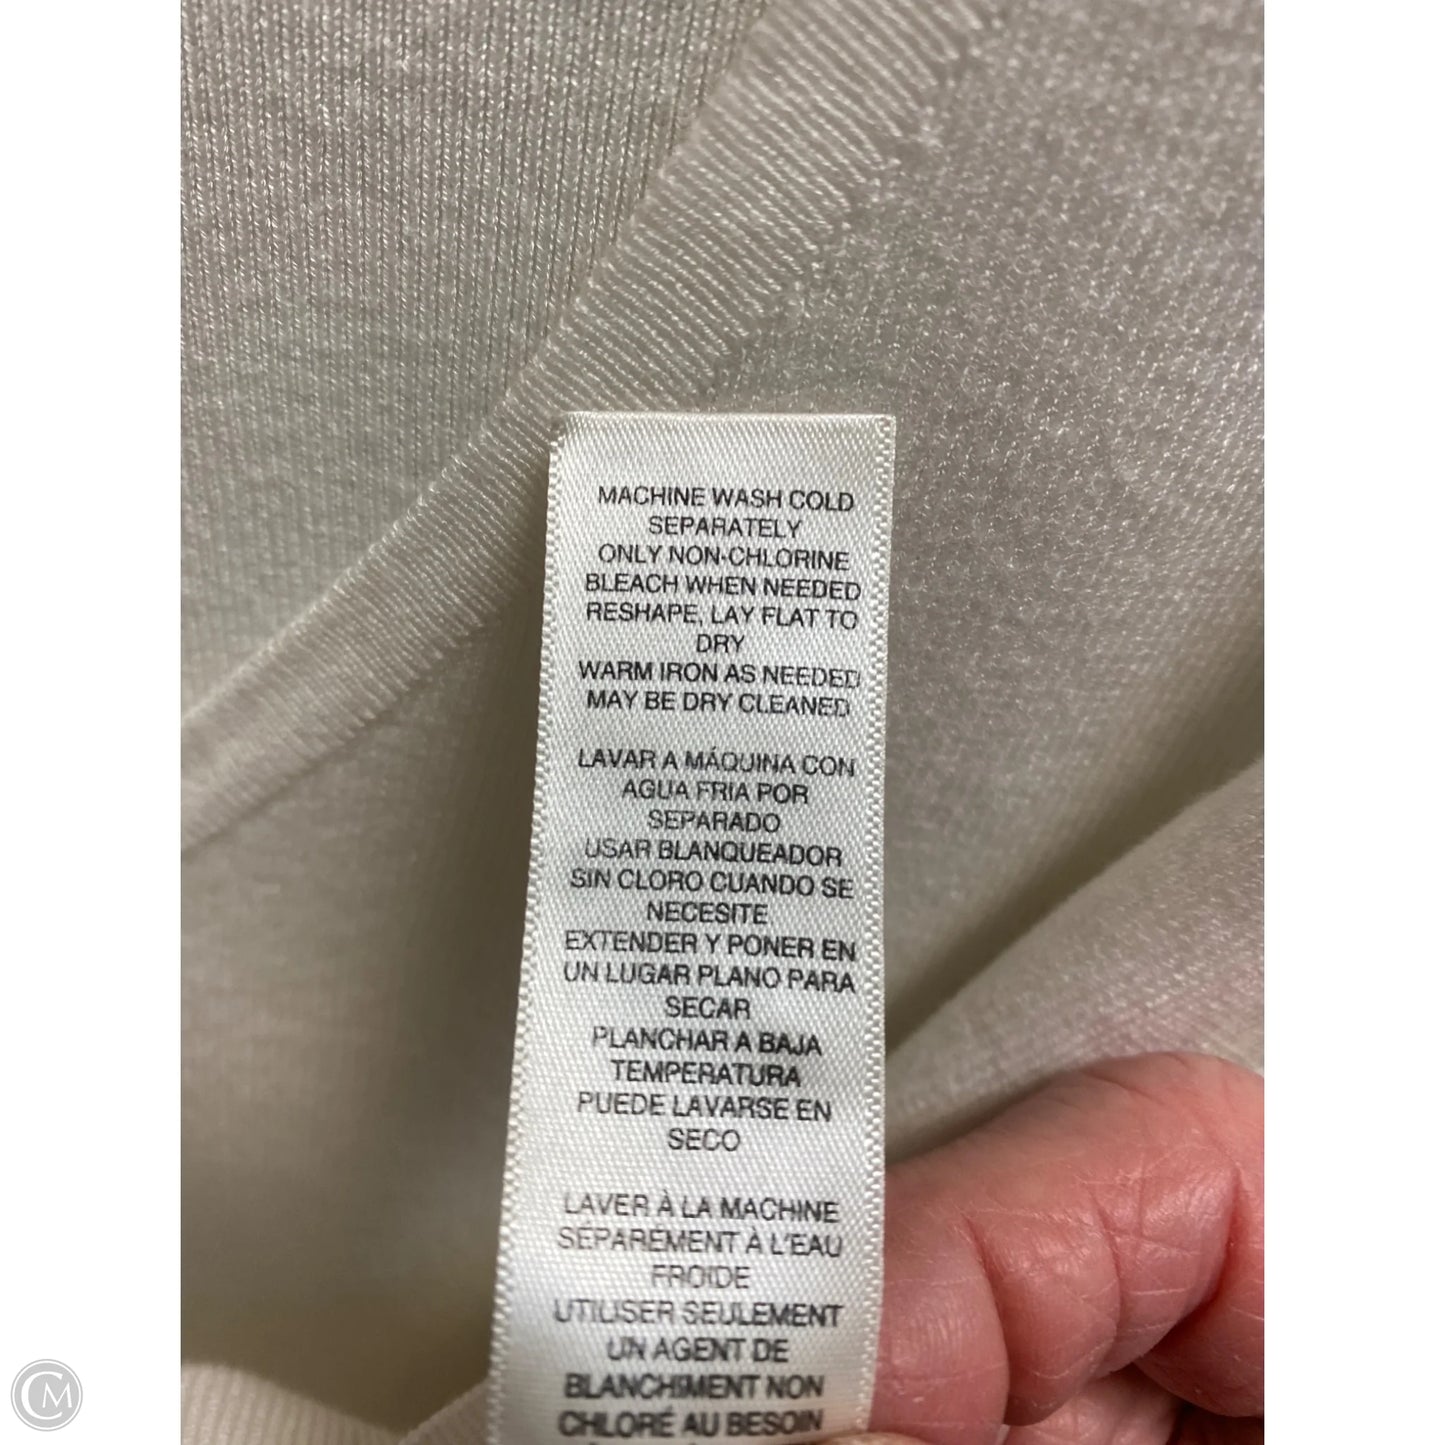 MACHINE WASH COLD
SEPARATELY
ONLY NON-CHLORINE
BLEACH WHEN NEEDED
RESHAPE, LAY FLAT TO
DRY
WARM IRON AS NEEDED
MAY BE DRY CLEANED
LAVAR A MÁQUINA CON
AGUA FRIA POR
SEPARADO
USAR BLANQUEADOR
SIN CLORO CUANDO SE
NECESITE
EXTENDER Y PONER EN
UN LUGAR PLANO PARA
SECAR
PLANCHAR A BAJA
TEMPERATURA
PUEDE LAVARSE EN
SECO
LAVER À LA MACHINE
SÉPARÉMENT À L'EAU
FROIDE
UTILISER SEULEMENT
UN AGENT DE
BLANCHIMENT NON
CHLORÉ AU BESOIN
CM